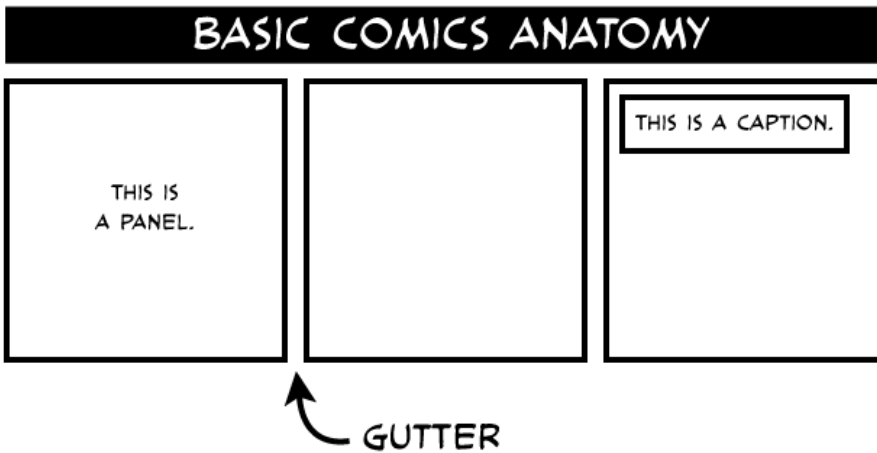 BASIC COMICS ANATOMY
THIS IS
A PANEL.
THIS IS A CAPTION.
GUTTER